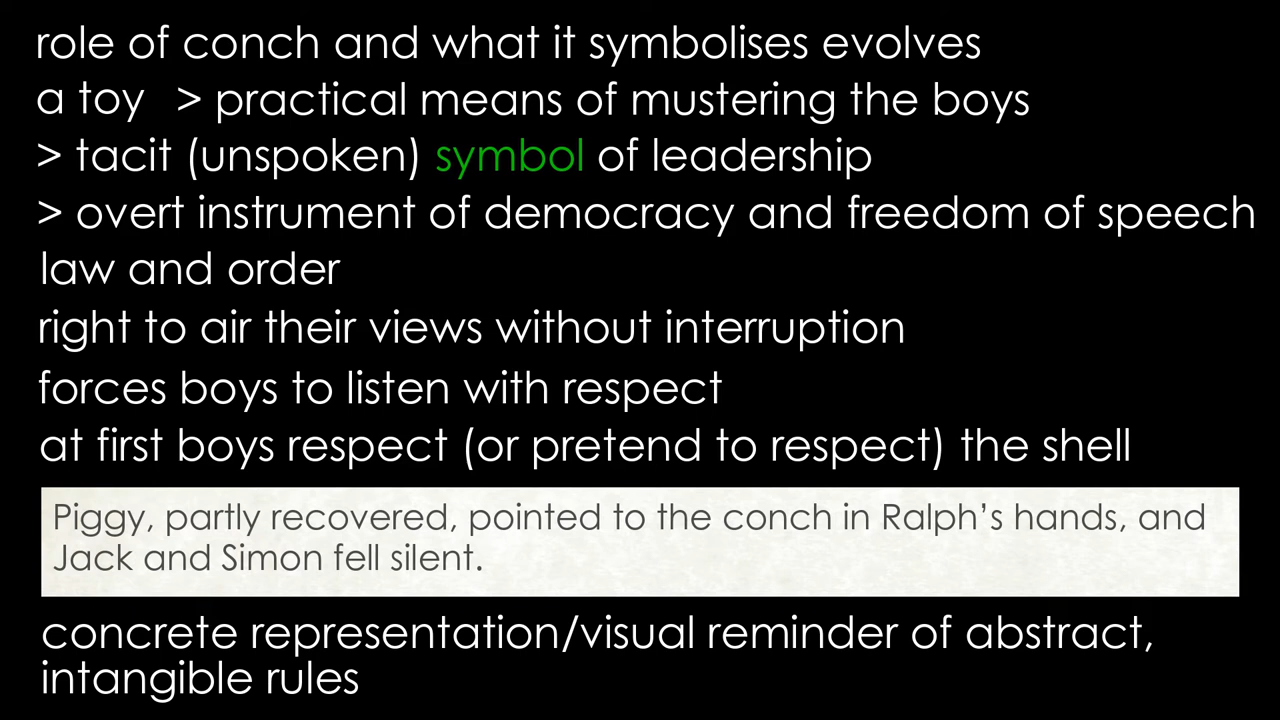 role of conch and what it symbolises evolves
a toy > practical means of mustering the boys
> tacit (unspoken) symbol of leadership
> overt instrument of democracy and freedom of speech
law and order
right to air their views without interruption
forces boys to listen with respect
at first boys respect (or pretend to respect) the shell
Piggy, partly recovered, pointed to the conch in Ralph’s hands, and
Jack and Simon fell silent.
concrete representation/visual reminder of abstract,
intangible rules